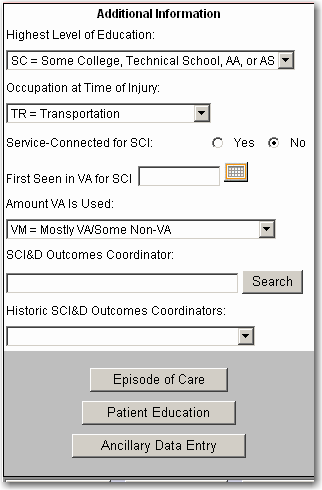 Additional Information
Highest Level of Education:
SC = Some College, Technical School, AA, or AS
Occupation at Time of Injury:
TR = Transportation
Service-Connected for SCI: Yes No
First Seen in VA for SCI
Amount VA Is Used:
VM = Mostly VA/Some Non-VA
SCI&D Outcomes Coordinator:
Search
Historic SCI&D Outcomes Coordinators:
Episode of Care
Patient Education
Ancillary Data Entry